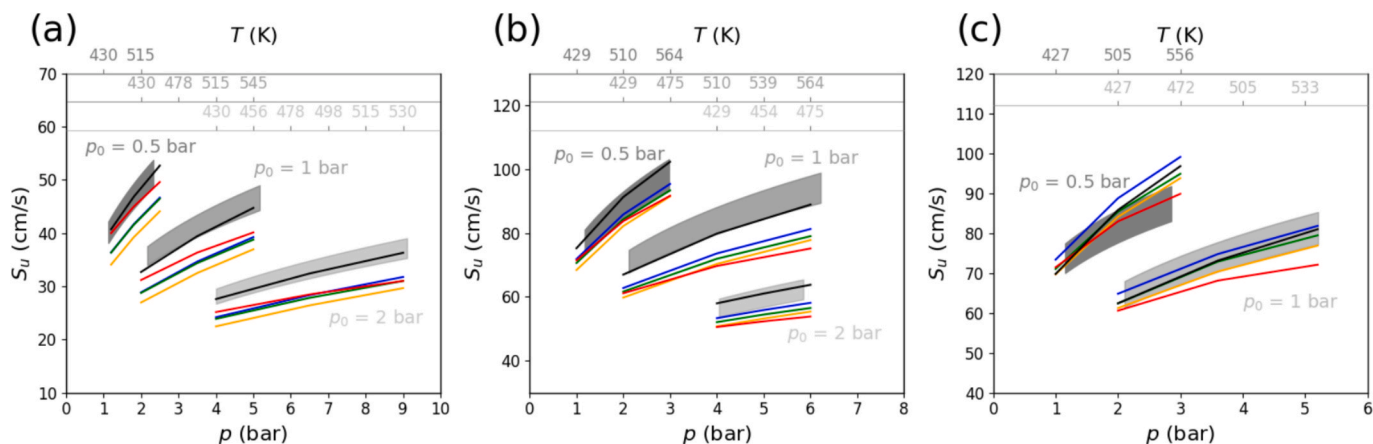 (a)
T (K)
430 515
430 478 515 545
430 456 478 498 515 530
70
60
50
40
30
20
10
S_u (cm/s)
p_0 = 0.5 bar
p_0 = 1 bar
p_0 = 2 bar
0 1 2 3 4 5 6 7 8 9 10
p (bar)
(b)
T (K)
429 510 564
429 475 510 539 564
429 454 475
120
100
80
60
40
S_u (cm/s)
p_0 = 0.5 bar
p_0 = 1 bar
p_0 = 2 bar
0 1 2 3 4 5 6 7 8
p (bar)
(c)
T (K)
427 505 556
427 472 505 533
120
110
100
90
80
70
60
50
40
S_u (cm/s)
p_0 = 0.5 bar
p_0 = 1 bar
0 1 2 3 4 5 6
p (bar)